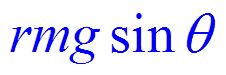 rmg sin θ